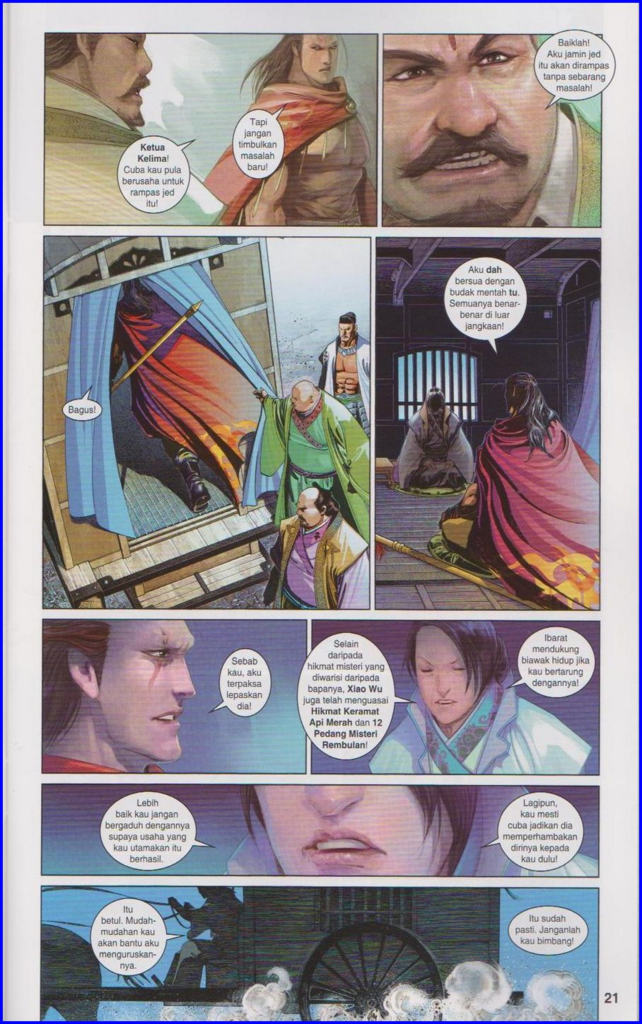 Ketua
Kelima!
Cuba kau pula
berusaha untuk
rampas jed
itu!
Tapi
jangan
timbulkan
masalah
baru!
Baiklah!
Aku jamin jed
itu akan dirampas
tanpa sebarang
masalah!
Bagus!
Aku dah
bersua dengan
budak mentah tu.
Semuanya benar-
benar di luar
jangkaan!
Sebab
kau, aku
terpaksa
lepaskan
dia!
Selain
daripada
hikmat misteri yang
diwarisi daripada
bapanya, Xiao Wu
juga telah menguasai
Hikmat Keramat
Api Merah dan 12
Pedang Misteri
Rembulan!
Ibarat
mendukung
biawak hidup jika
kau bertarung
dengannya!
Lebih
baik kau jangan
bergaduh dengannya
supaya usaha yang
kau utamakan itu
berhasil.
Lagipun,
kau mesti
cuba jadikan dia
memperhambakan
dirinya kepada
kau dulu!
Itu
betul. Mudah-
mudahan kau
akan bantu aku
menguruskan-
nya.
Itu sudah
pasti. Janganlah
kau bimbang!
21